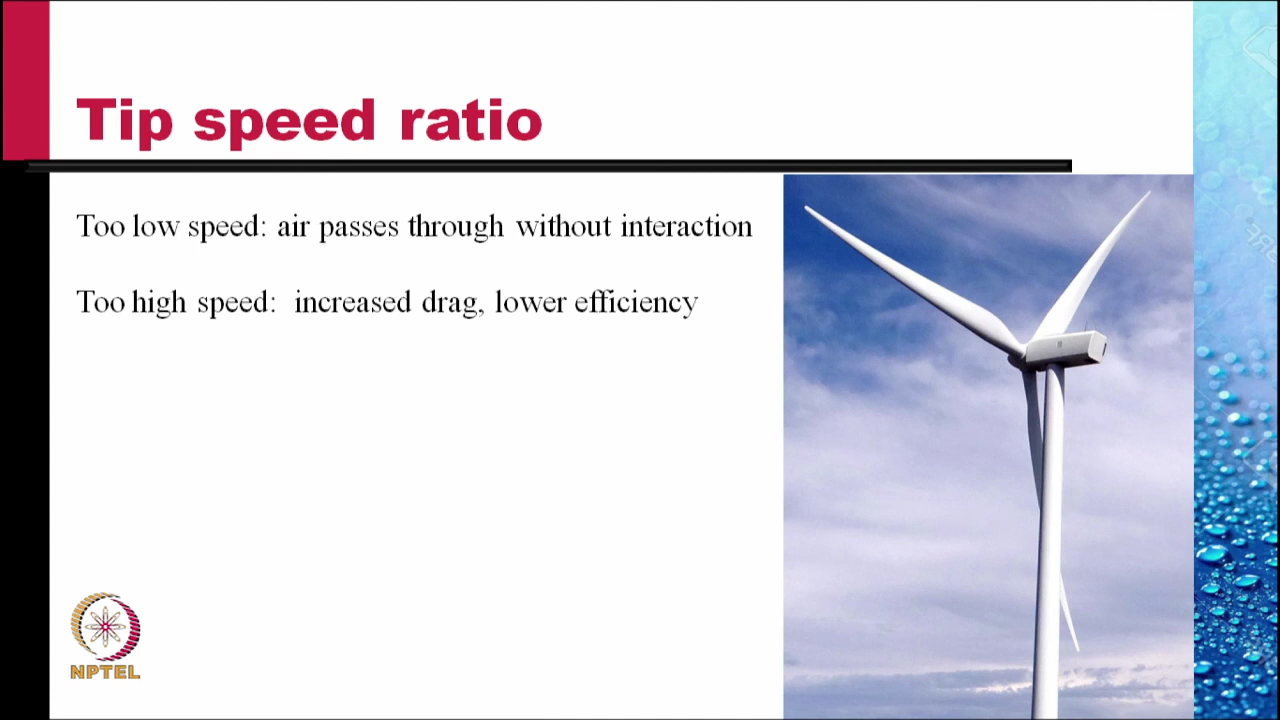 Tip speed ratio
Too low speed: air passes through without interaction
Too high speed: increased drag, lower efficiency
NPTEL